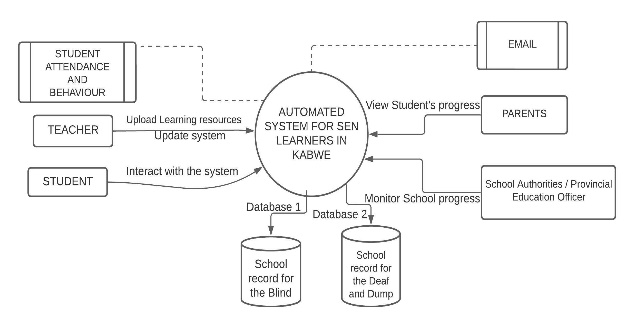 STUDENT
ATTENDANCE
AND
BEHAVIOUR
EMAIL
TEACHER
Upload Learning resources
Update system
AUTOMATED
SYSTEM FOR SEN
LEARNERS IN
KABWE
View Student's progress
PARENTS
STUDENT
Interact with the system
Monitor School progress
School Authorities / Provincial
Education Officer
Database 1
Database 2
School
record for
the Blind
School
record for
the Deaf
and Dump